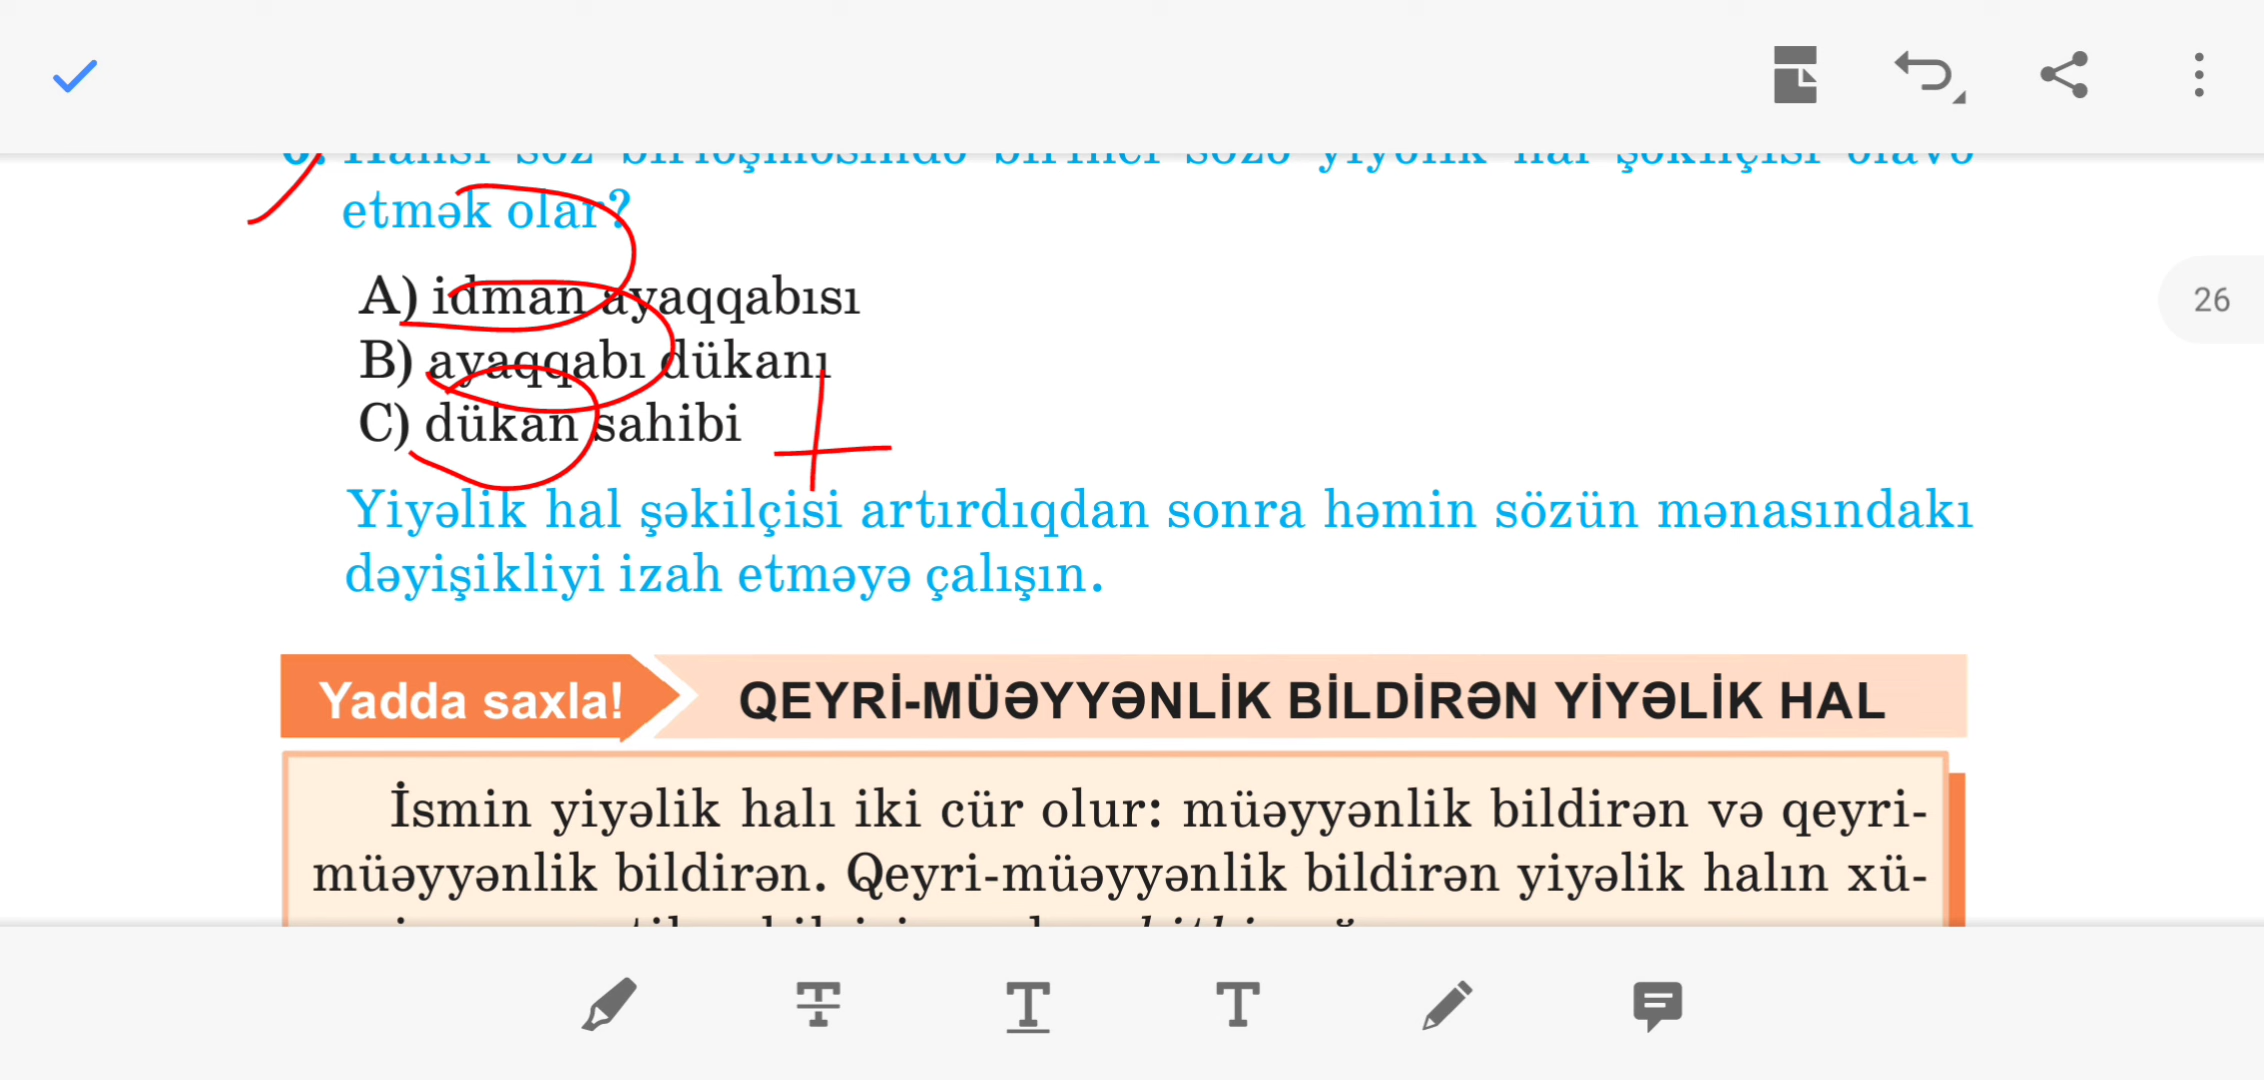 26
etmək olar?
A) idman ayaqqabısı
B) ayaqqabı dükanı
C) dükan sahibi
Yiyəlik hal şəkilçisi artırdıqdan sonra həmin sözün mənasındakı
dəyişikliyi izah etməyə çalışın.
Yadda saxla! QEYRİ-MÜƏYYƏNLİK BİLDİRƏN YİYƏLİK HAL
İsmin yiyəlik halı iki cür olur: müəyyənlik bildirən və qeyri-
müəyyənlik bildirən. Qeyri-müəyyənlik bildirən yiyəlik halın xü-